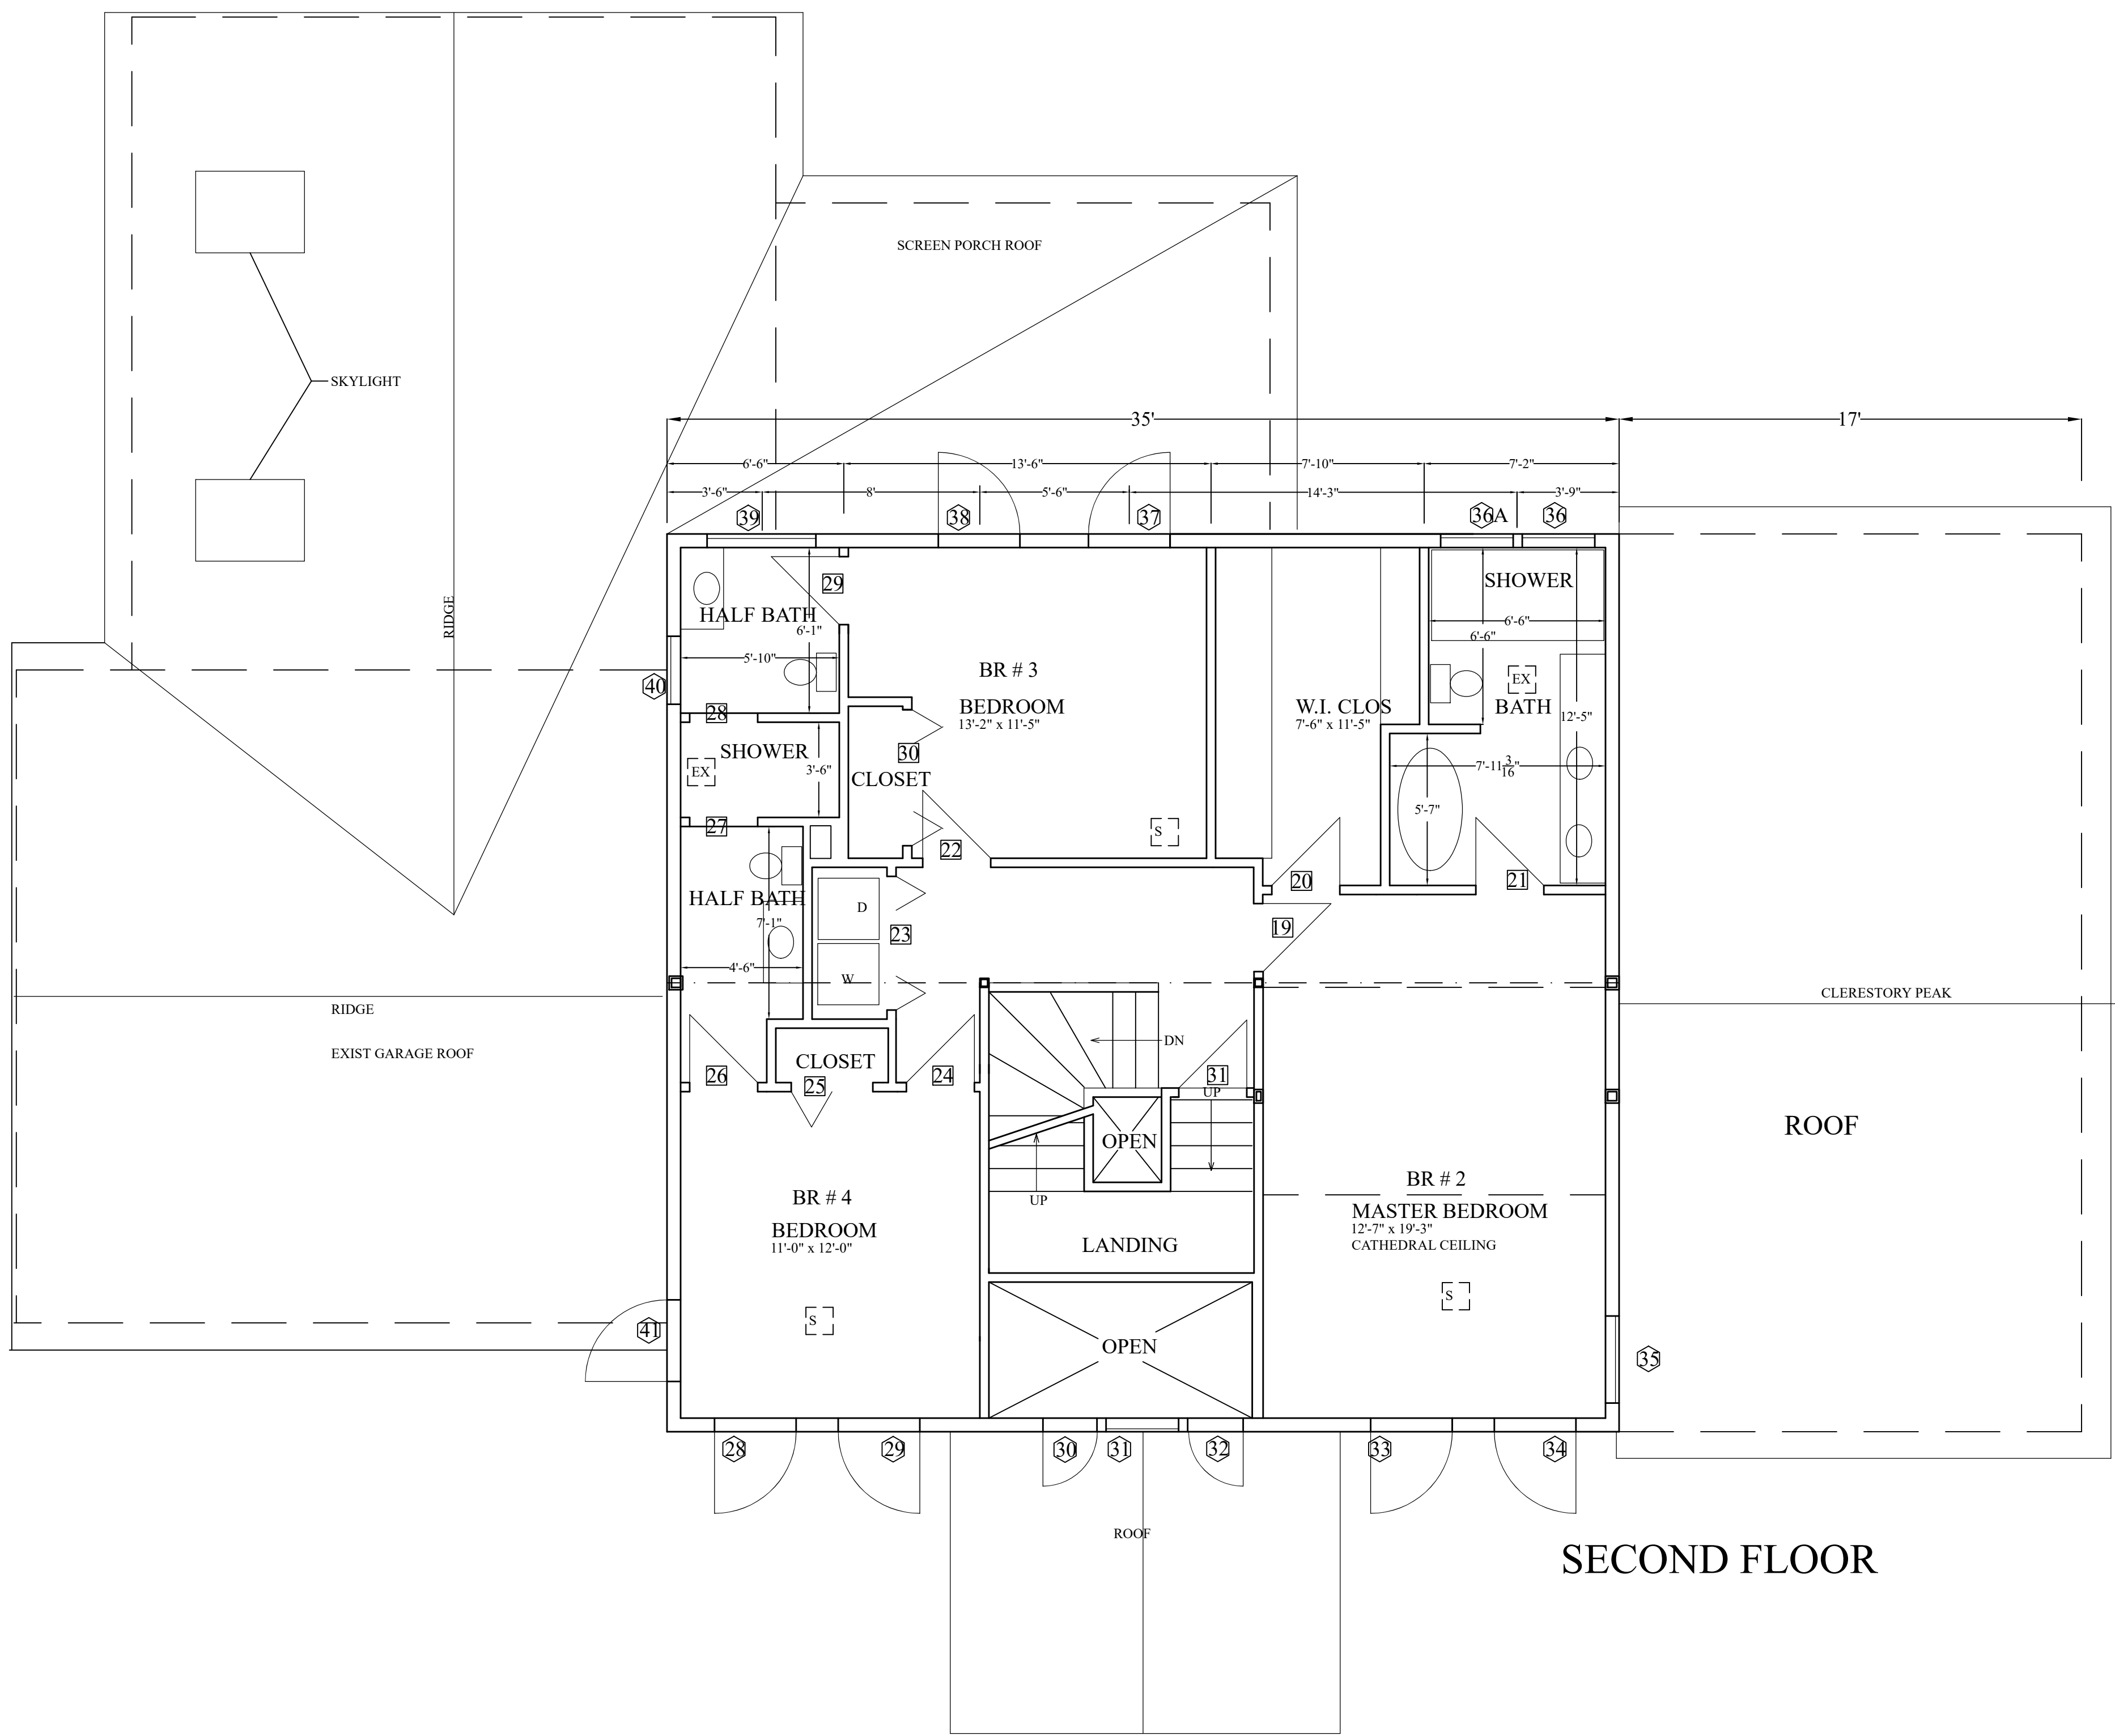 SCREEN PORCH ROOF
SKYLIGHT
35'
17'
6'-6"
13'-6"
7'-10"
7'-2"
3'-6"
8'
5'-6"
14'-3"
3'-9"
39
38
37
36A
36
SHOWER
29
HALF BATH
6'-1"
6'-6"
6'-6"
RIDGE
5'-10"
BR # 3
EX
40
BEDROOM
13'-2" x 11'-5"
W.I. CLOS
7'-6" x 11'-5"
BATH
12'-5"
28
SHOWER
30
EX
3'-6"
CLOSET
7'-11 3/16"
5'-7"
27
S
22
20
21
HALF BATH
D
7'-1"
23
19
4'-6"
W
CLERESTORY PEAK
RIDGE
DN
EXIST GARAGE ROOF
CLOSET
26
25
24
31
UP
OPEN
ROOF
BR # 4
UP
BR # 2
BEDROOM
11'-0" x 12'-0"
MASTER BEDROOM
12'-7" x 19'-3"
CATHEDRAL CEILING
LANDING
S
S
41
OPEN
35
28
29
30
31
32
33
34
ROOF
SECOND FLOOR